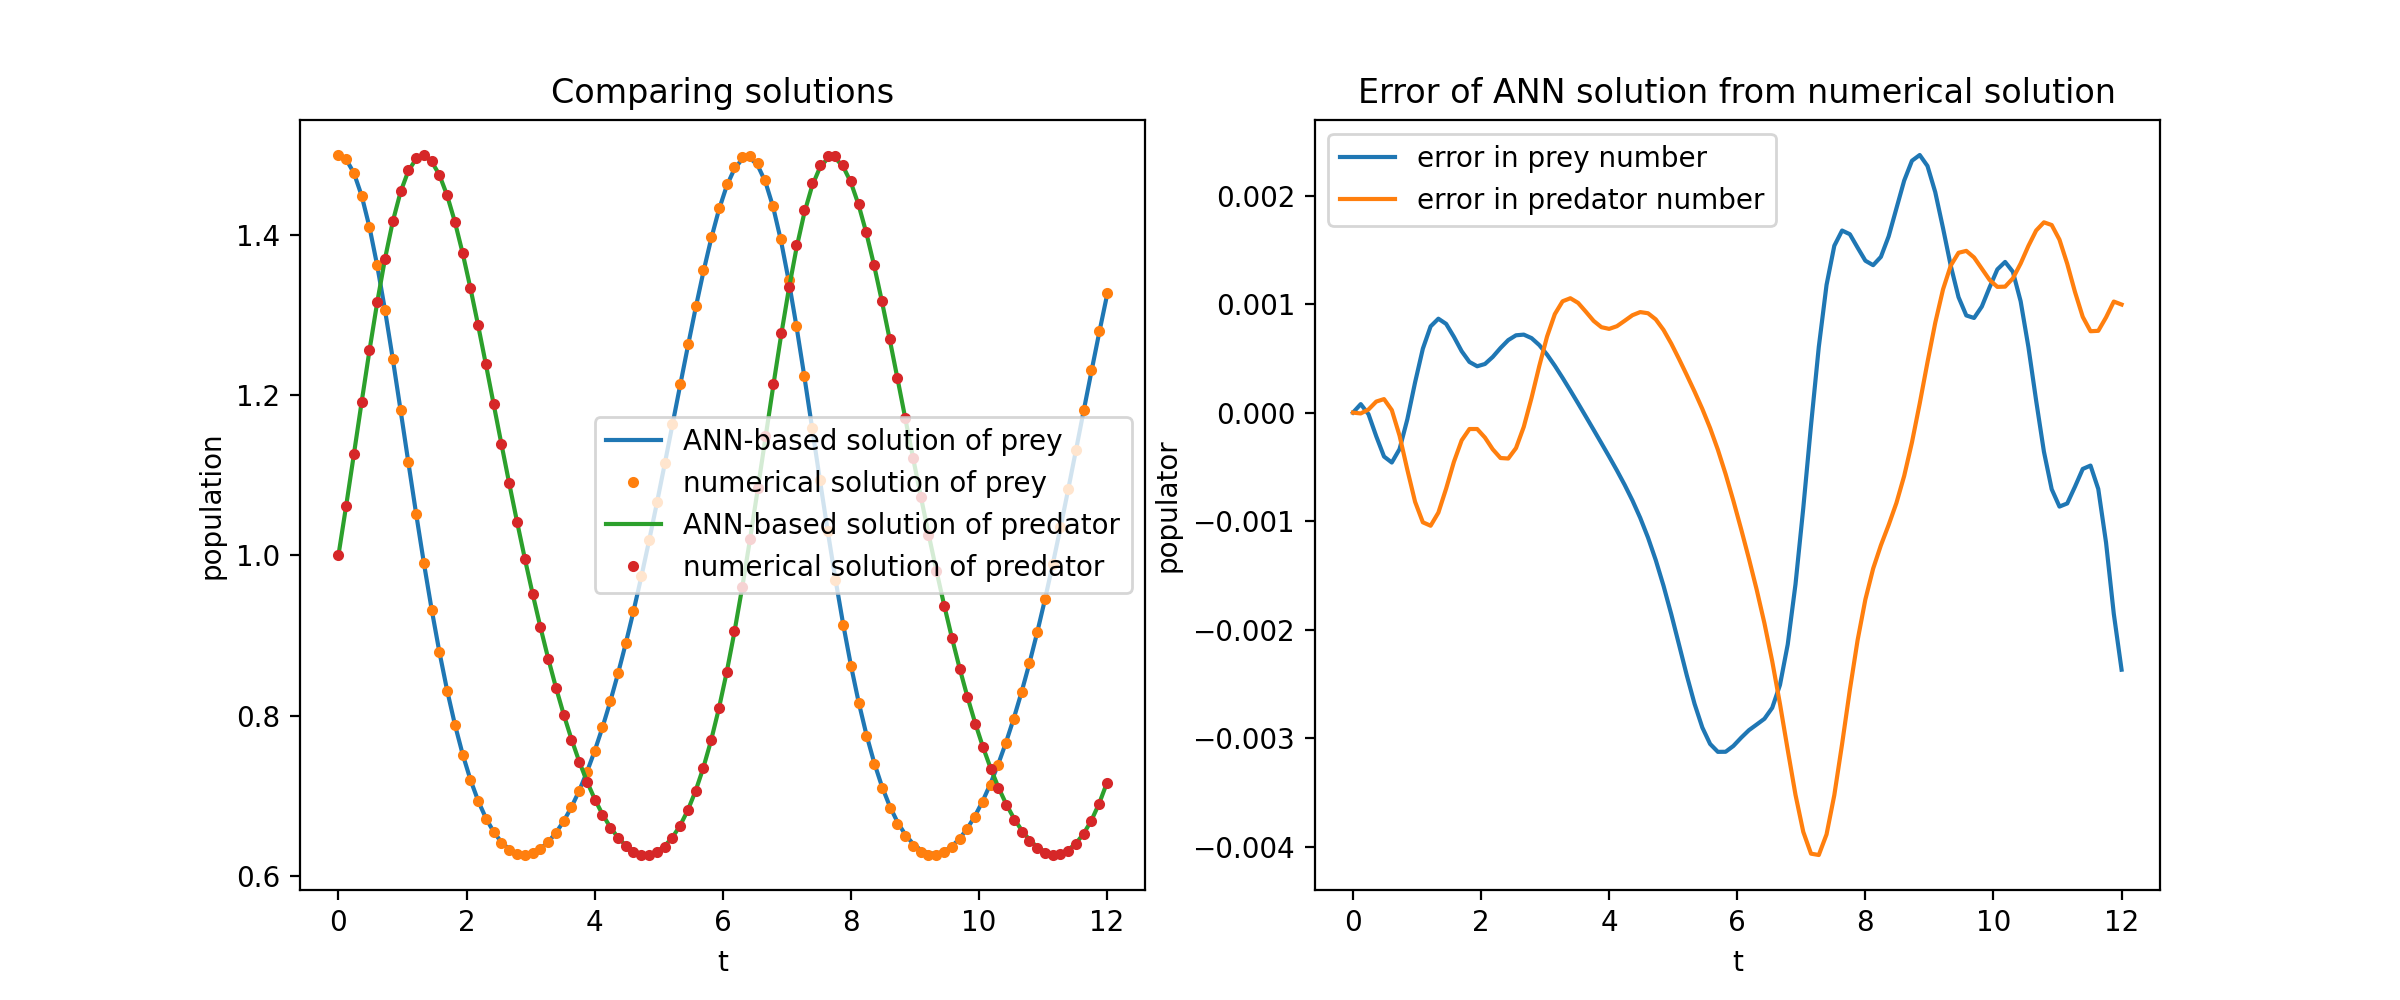 Comparing solutions
population
1.4
1.2
1.0
0.8
0.6
ANN-based solution of prey
numerical solution of prey
ANN-based solution of predator
numerical solution of predator
0 2 4 6 8 10 12
t
Error of ANN solution from numerical solution
populator
0.002
0.001
0.000
−0.001
−0.002
−0.003
−0.004
error in prey number
error in predator number
0 2 4 6 8 10 12
t